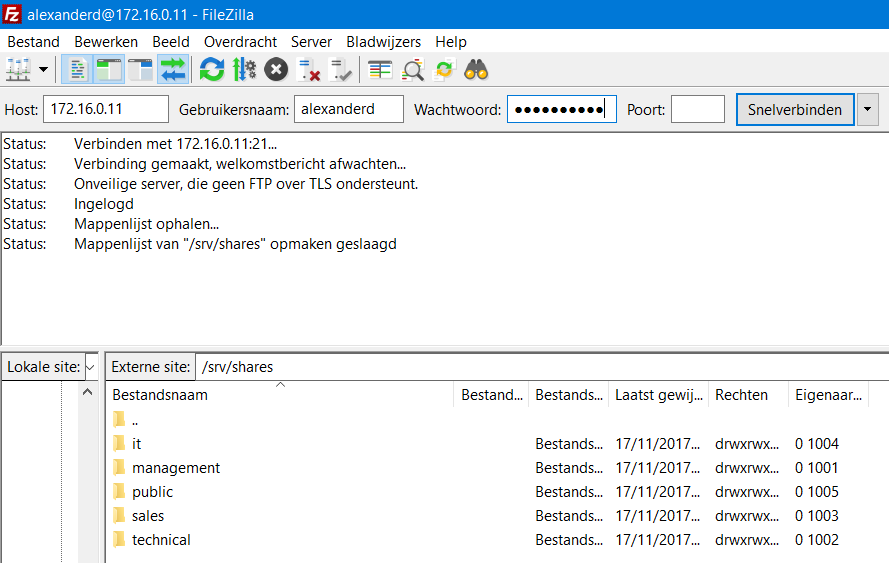 alexanderd@172.16.0.11 - FileZilla
Bestand Bewerken Beeld Overdracht Server Bladwijzers Help
Host: 172.16.0.11 Gebruikersnaam: alexanderd Wachtwoord: ●●●●●●●●●● Poort: Snelverbinden
Status: Verbinden met 172.16.0.11:21...
Status: Verbinding gemaakt, welkomstbericht afwachten...
Status: Onveilige server, die geen FTP over TLS ondersteunt.
Status: Ingelogd
Status: Mappenlijst ophalen...
Status: Mappenlijst van "/srv/shares" opmaken geslaagd
Lokale site: Externe site: /srv/shares
Bestandsnaam Bestand... Bestands... Laatst gewij... Rechten Eigenaar...
..
it Bestands... 17/11/2017... drwxrwx... 0 1004
management Bestands... 17/11/2017... drwxrwx... 0 1001
public Bestands... 17/11/2017... drwxrwx... 0 1005
sales Bestands... 17/11/2017... drwxrwx... 0 1003
technical Bestands... 17/11/2017... drwxrwx... 0 1002